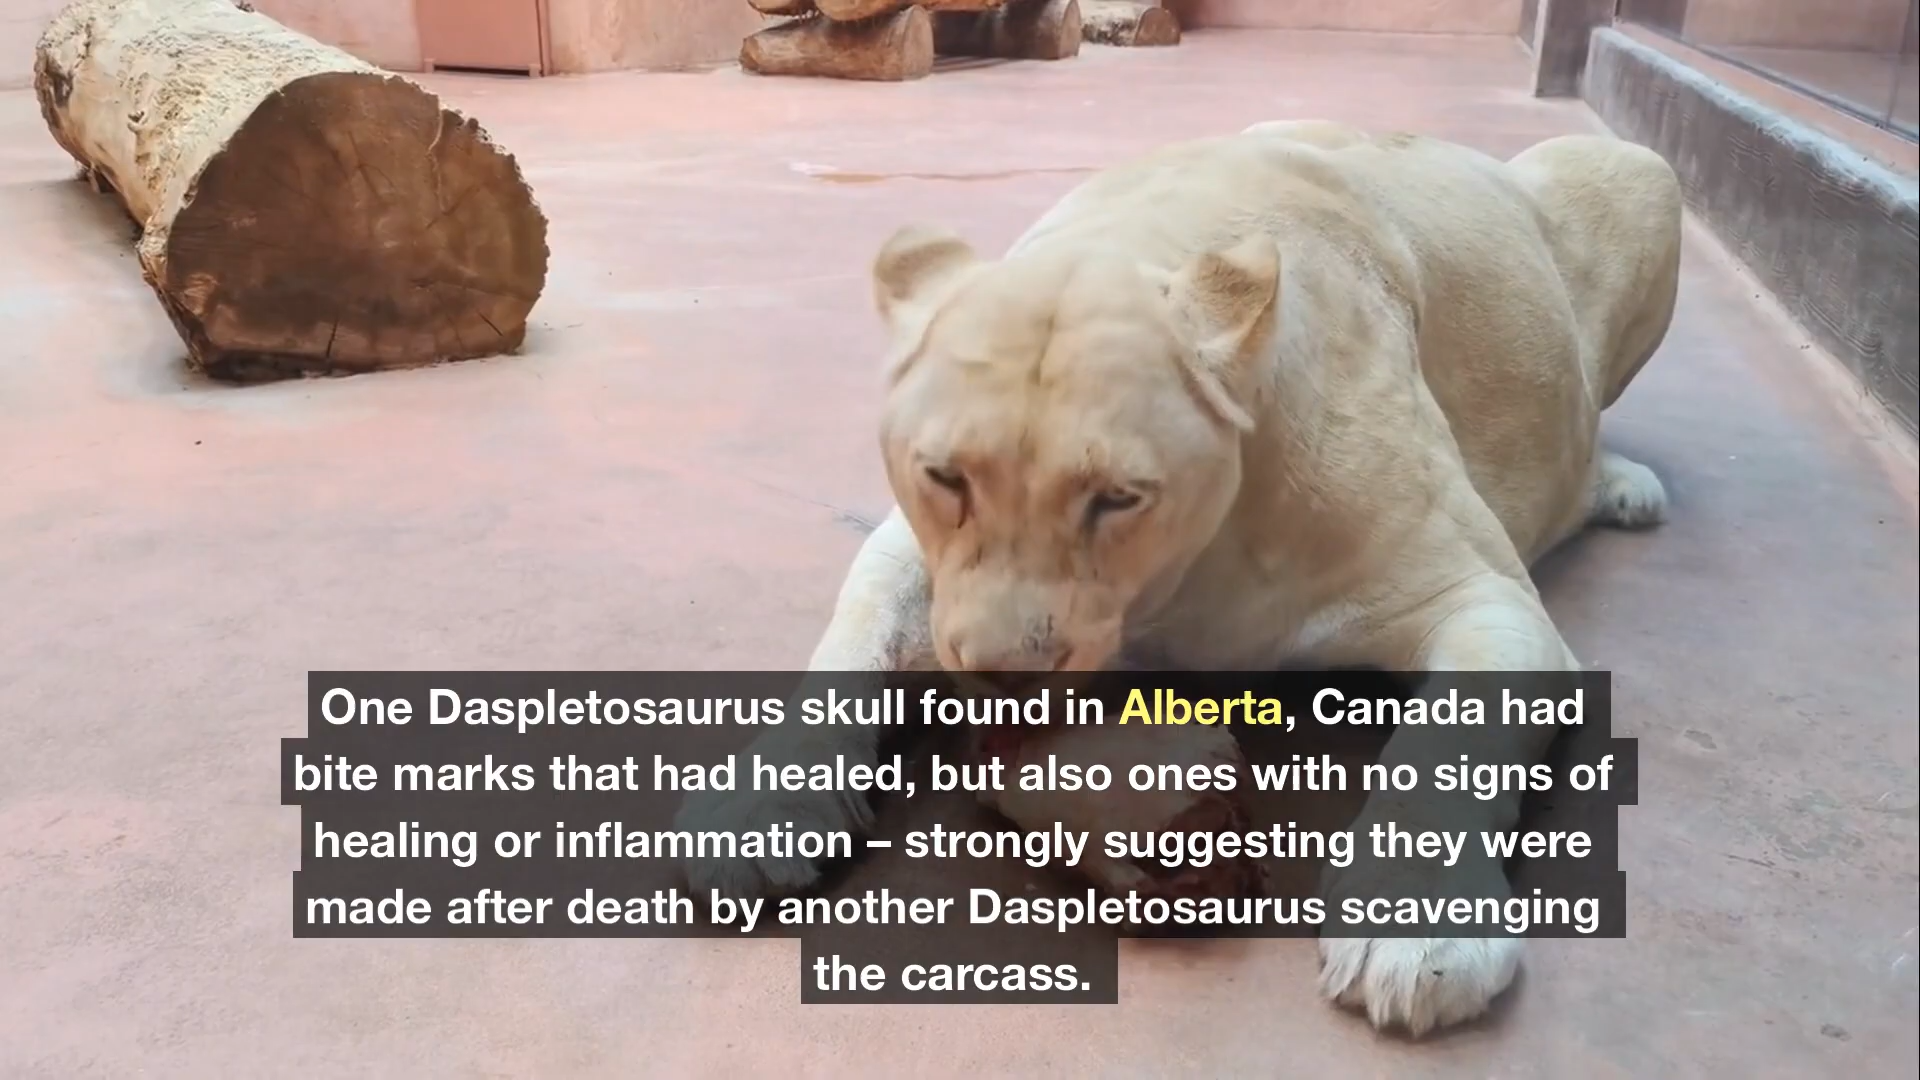 One Daspletosaurus skull found in Alberta, Canada had
bite marks that had healed, but also ones with no signs of
healing or inflammation – strongly suggesting they were
made after death by another Daspletosaurus scavenging
the carcass.